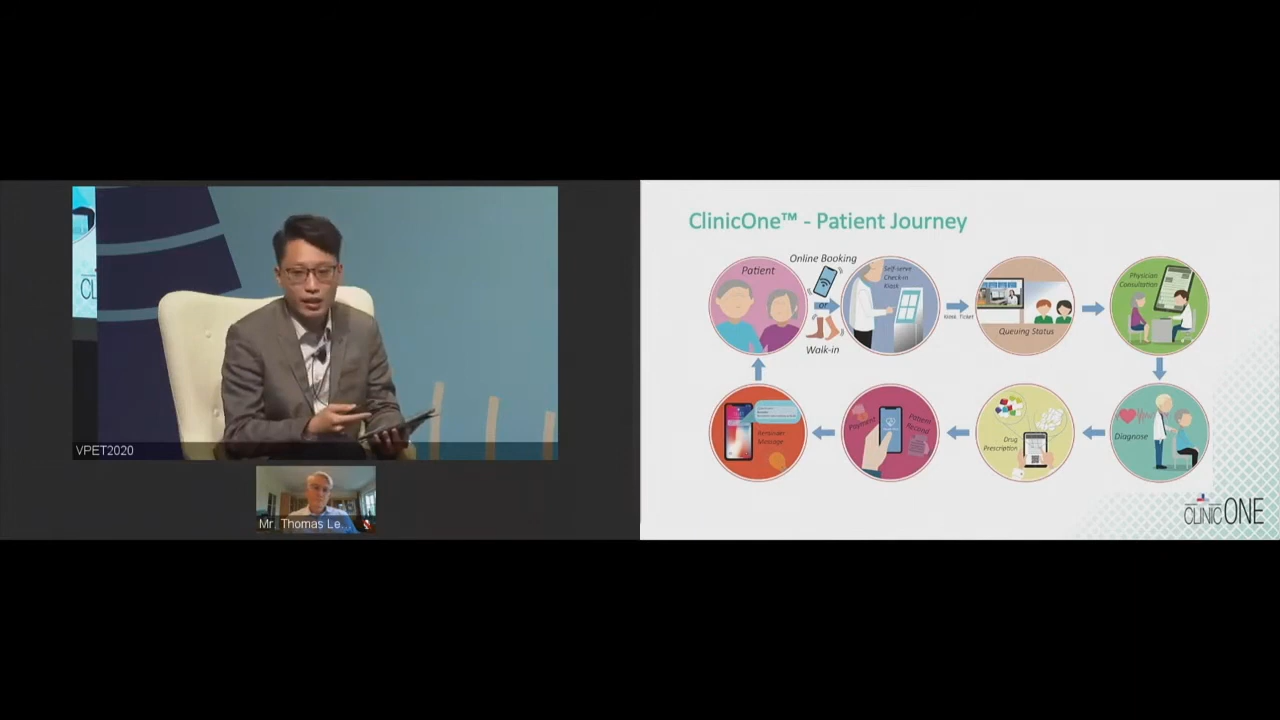 VPET2020
Mr. Thomas Le...
ClinicOne™ - Patient Journey
Patient
Online Booking
or
Walk-in
Self-serve
Check-in
Kiosk
Queuing Status
Physician
Consultation
Reminder
Message
Payment
Patient
Record
Drug
Prescription
Diagnose
CLINIC ONE